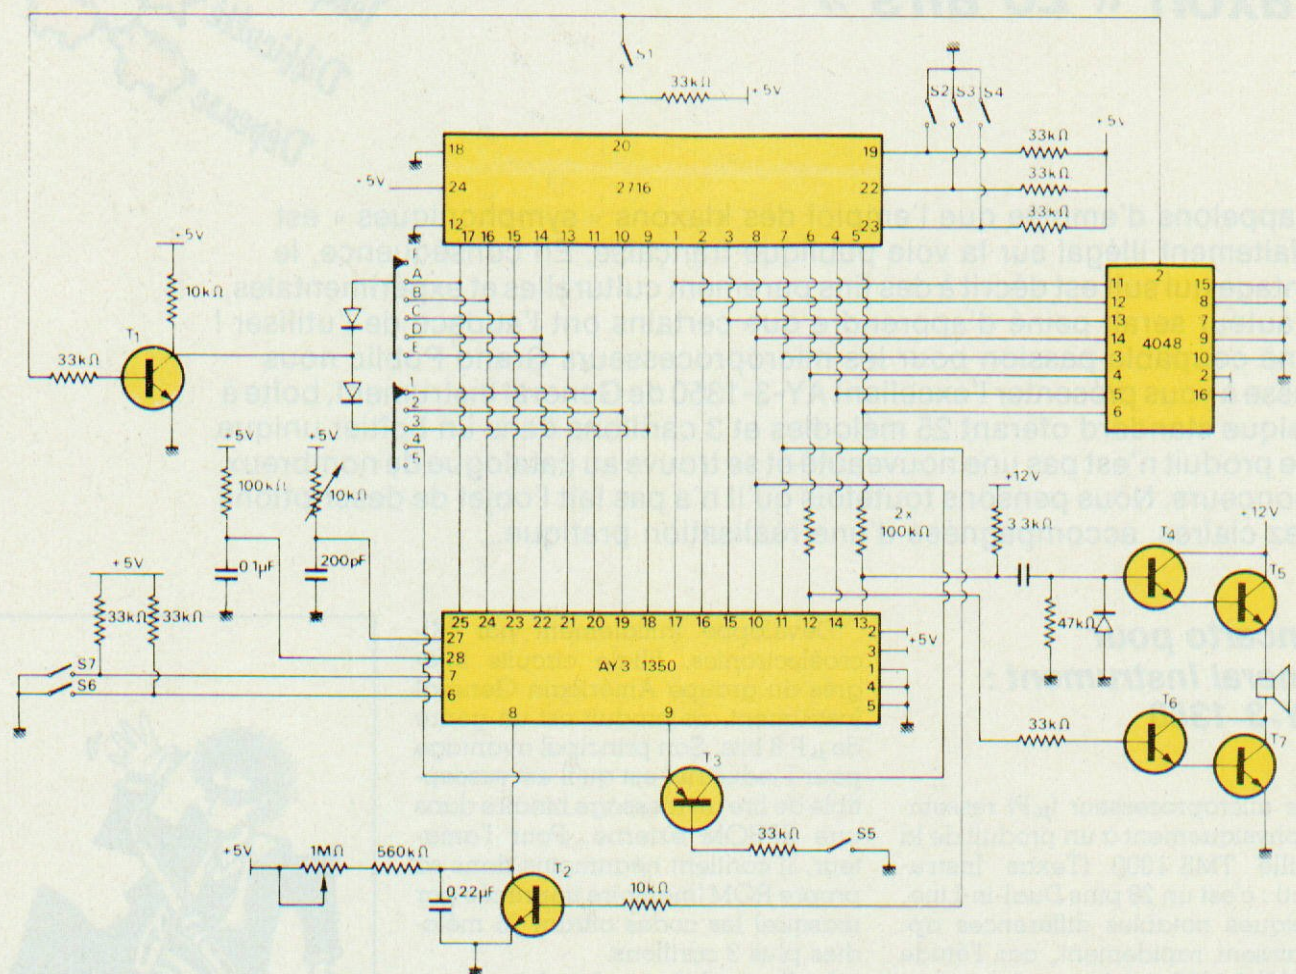 S1
33kΩ
+5V
S2 S3 S4
+5V
33kΩ
33kΩ
33kΩ
18 20 19
24 2716 22
12 23
17 16 15 14 13 11 10 9 1 2 3 8 7 6 4 5
-5V
+5V
10kΩ
T1
33kΩ
A
B
C
D
E
1
2
3
4
5
2
11 15
12 8
13 7
14 9
4048
3 10
4 2
5 16
6
+5V +5V
100kΩ 10kΩ
0.1µF 200pF
2x
100kΩ
+12V
3.3kΩ
+12V
T4
T5
47kΩ
+5V
33kΩ 33kΩ
S7
S6
25 24 23 22 21 20 19 18 17 16 15 10 11 12 14 13
27
28
7
6
AY 3 1350
2
3
1
4
5
+5V
8 9
33kΩ
T6
T7
T3
33kΩ S5
+5V 1MΩ 560kΩ
0.22µF
T2
10kΩ